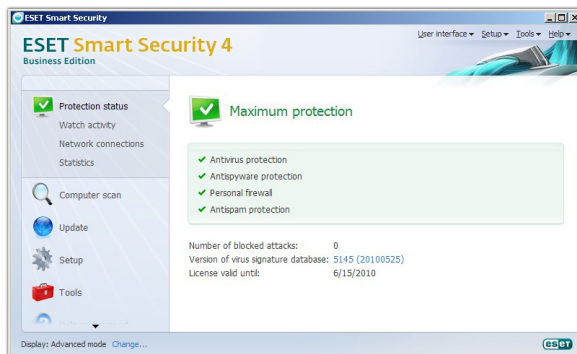 ESET Smart Security
User interface Setup Tools Help
ESET Smart Security 4
Business Edition
Protection status
Watch activity
Network connections
Statistics
Computer scan
Update
Setup
Tools
Maximum protection
Antivirus protection
Antispyware protection
Personal firewall
Antispam protection
Number of blocked attacks: 0
Version of virus signature database: 5145 (20100525)
License valid until: 6/15/2010
Display: Advanced mode Change...
eset